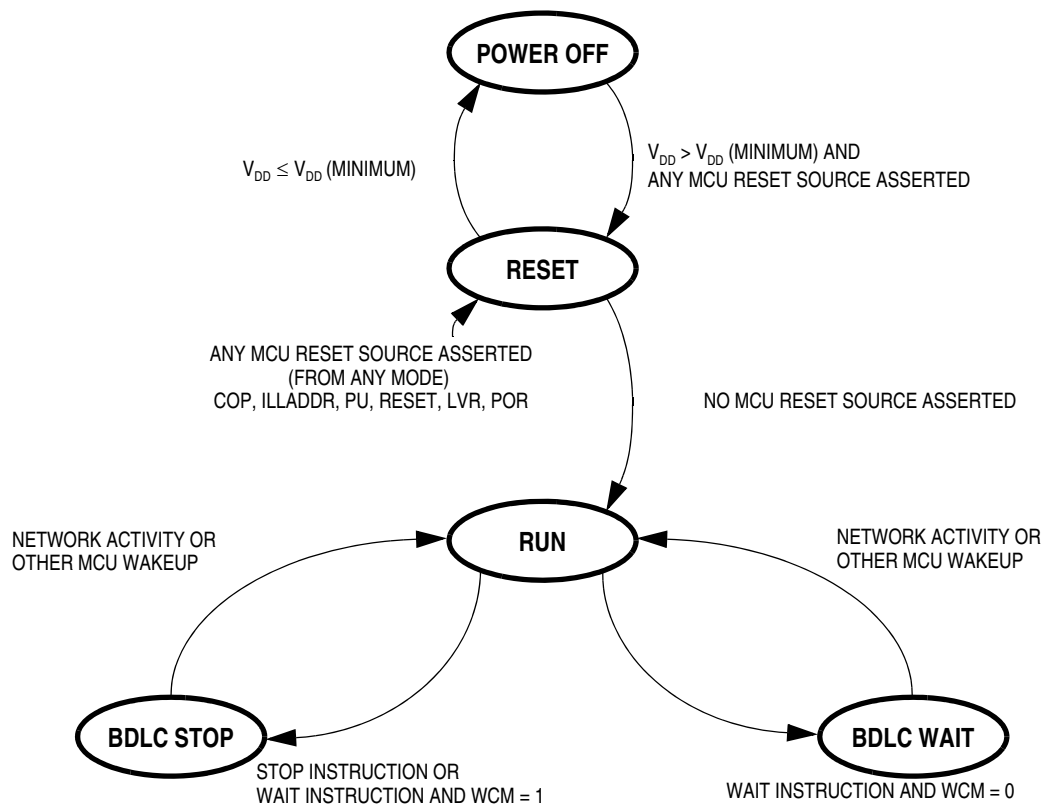 POWER OFF
V_DD ≤ V_DD (MINIMUM)
V_DD > V_DD (MINIMUM) AND
ANY MCU RESET SOURCE ASSERTED
RESET
ANY MCU RESET SOURCE ASSERTED
(FROM ANY MODE)
COP, ILLADDR, PU, RESET, LVR, POR
NO MCU RESET SOURCE ASSERTED
NETWORK ACTIVITY OR
OTHER MCU WAKEUP
RUN
NETWORK ACTIVITY OR
OTHER MCU WAKEUP
BDLC STOP
BDLC WAIT
STOP INSTRUCTION OR
WAIT INSTRUCTION AND WCM = 1
WAIT INSTRUCTION AND WCM = 0